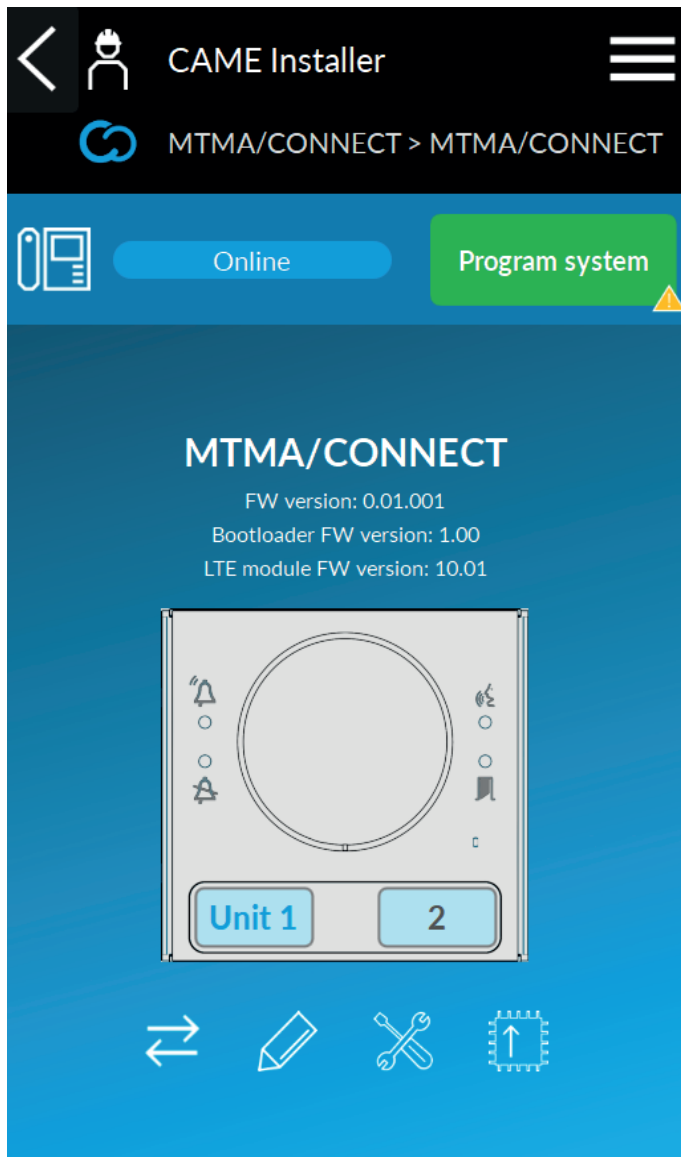 CAME Installer
MTMA/CONNECT > MTMA/CONNECT
Online
Program system
MTMA/CONNECT
FW version: 0.01.001
Bootloader FW version: 1.00
LTE module FW version: 10.01
Unit 1
2